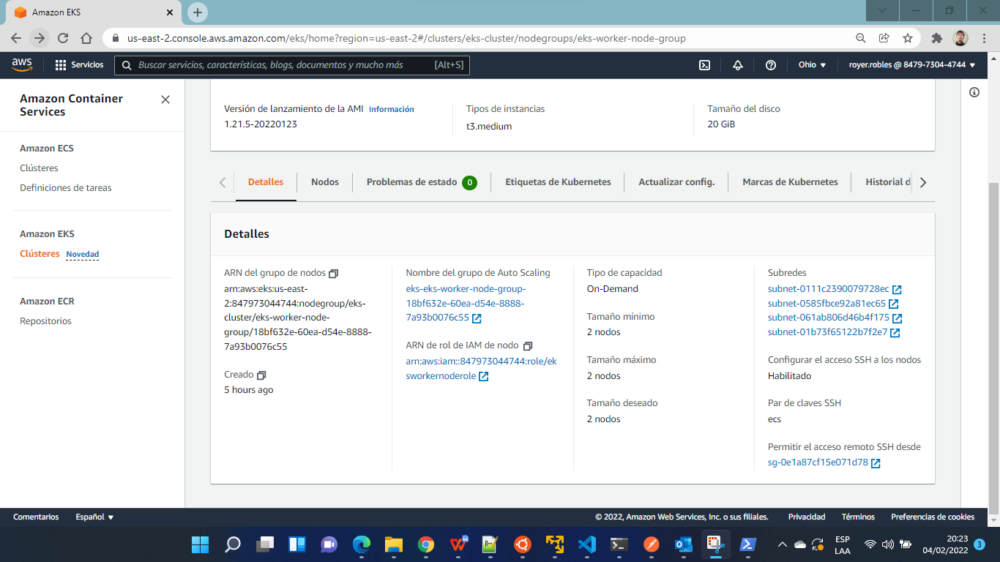 Amazon EKS
us-east-2.console.aws.amazon.com/eks/home?region=us-east-2#/clusters/eks-cluster/nodegroups/eks-worker-node-group
aws
Servicios
Buscar servicios, características, blogs, documentos y mucho más
[Alt+S]
Ohio
royer.robles @ 8479-7304-4744
Amazon Container
Services
Amazon ECS
Clústeres
Definiciones de tareas
Amazon EKS
Clústeres Novedad
Amazon ECR
Repositorios
Versión de lanzamiento de la AMI Información
1.21.5-20220123
Tipos de instancias
t3.medium
Tamaño del disco
20 GiB
Detalles
Nodos
Problemas de estado 0
Etiquetas de Kubernetes
Actualizar config.
Marcas de Kubernetes
Historial d
Detalles
ARN del grupo de nodos
arn:aws:eks:us-east-
2:847973044744:nodegroup/eks-
cluster/eks-worker-node-
group/18bf632e-60ea-d54e-8888-
7a93b0076c55
Creado
5 hours ago
Nombre del grupo de Auto Scaling
eks-eks-worker-node-group-
18bf632e-60ea-d54e-8888-
7a93b0076c55
ARN de rol de IAM de nodo
arn:aws:iam::847973044744:role/ek
sworkernoderole
Tipo de capacidad
On-Demand
Tamaño mínimo
2 nodos
Tamaño máximo
2 nodos
Tamaño deseado
2 nodos
Subredes
subnet-0111c2390079728ec
subnet-0585fbce92a81ec65
subnet-061ab806d46b4f175
subnet-01b73f65122b7f2e7
Configurar el acceso SSH a los nodos
Habilitado
Par de claves SSH
ecs
Permitir el acceso remoto SSH desde
sg-0e1a87cf15e071d78
Comentarios
Español
© 2022, Amazon Web Services, Inc. o sus filiales.
Privacidad
Términos
Preferencias de cookies
ESP
LAA
20:23
04/02/2022
3